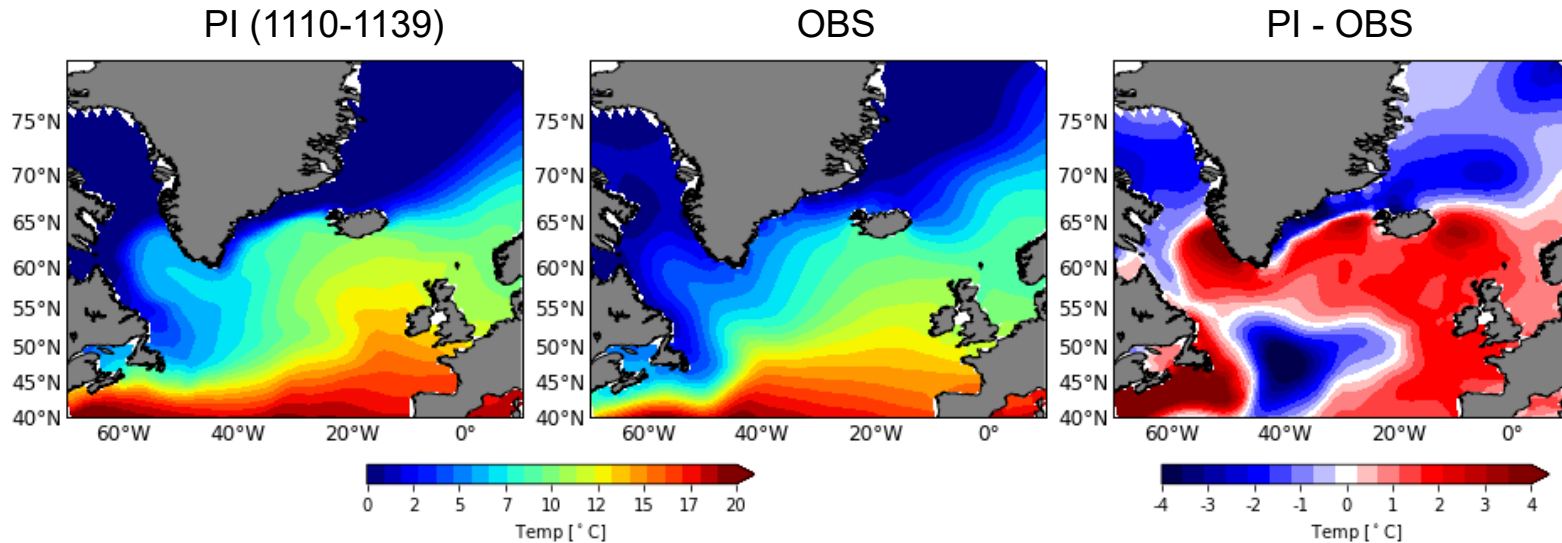 PI (1110-1139) OBS PI - OBS
75°N 75°N 75°N
70°N 70°N 70°N
65°N 65°N 65°N
60°N 60°N 60°N
55°N 55°N 55°N
50°N 50°N 50°N
45°N 45°N 45°N
40°N 40°N 40°N
60°W 40°W 20°W 0° 60°W 40°W 20°W 0° 60°W 40°W 20°W 0°
0 2 5 7 10 12 15 17 20 -4 -3 -2 -1 0 1 2 3 4
Temp [°C] Temp [°C]